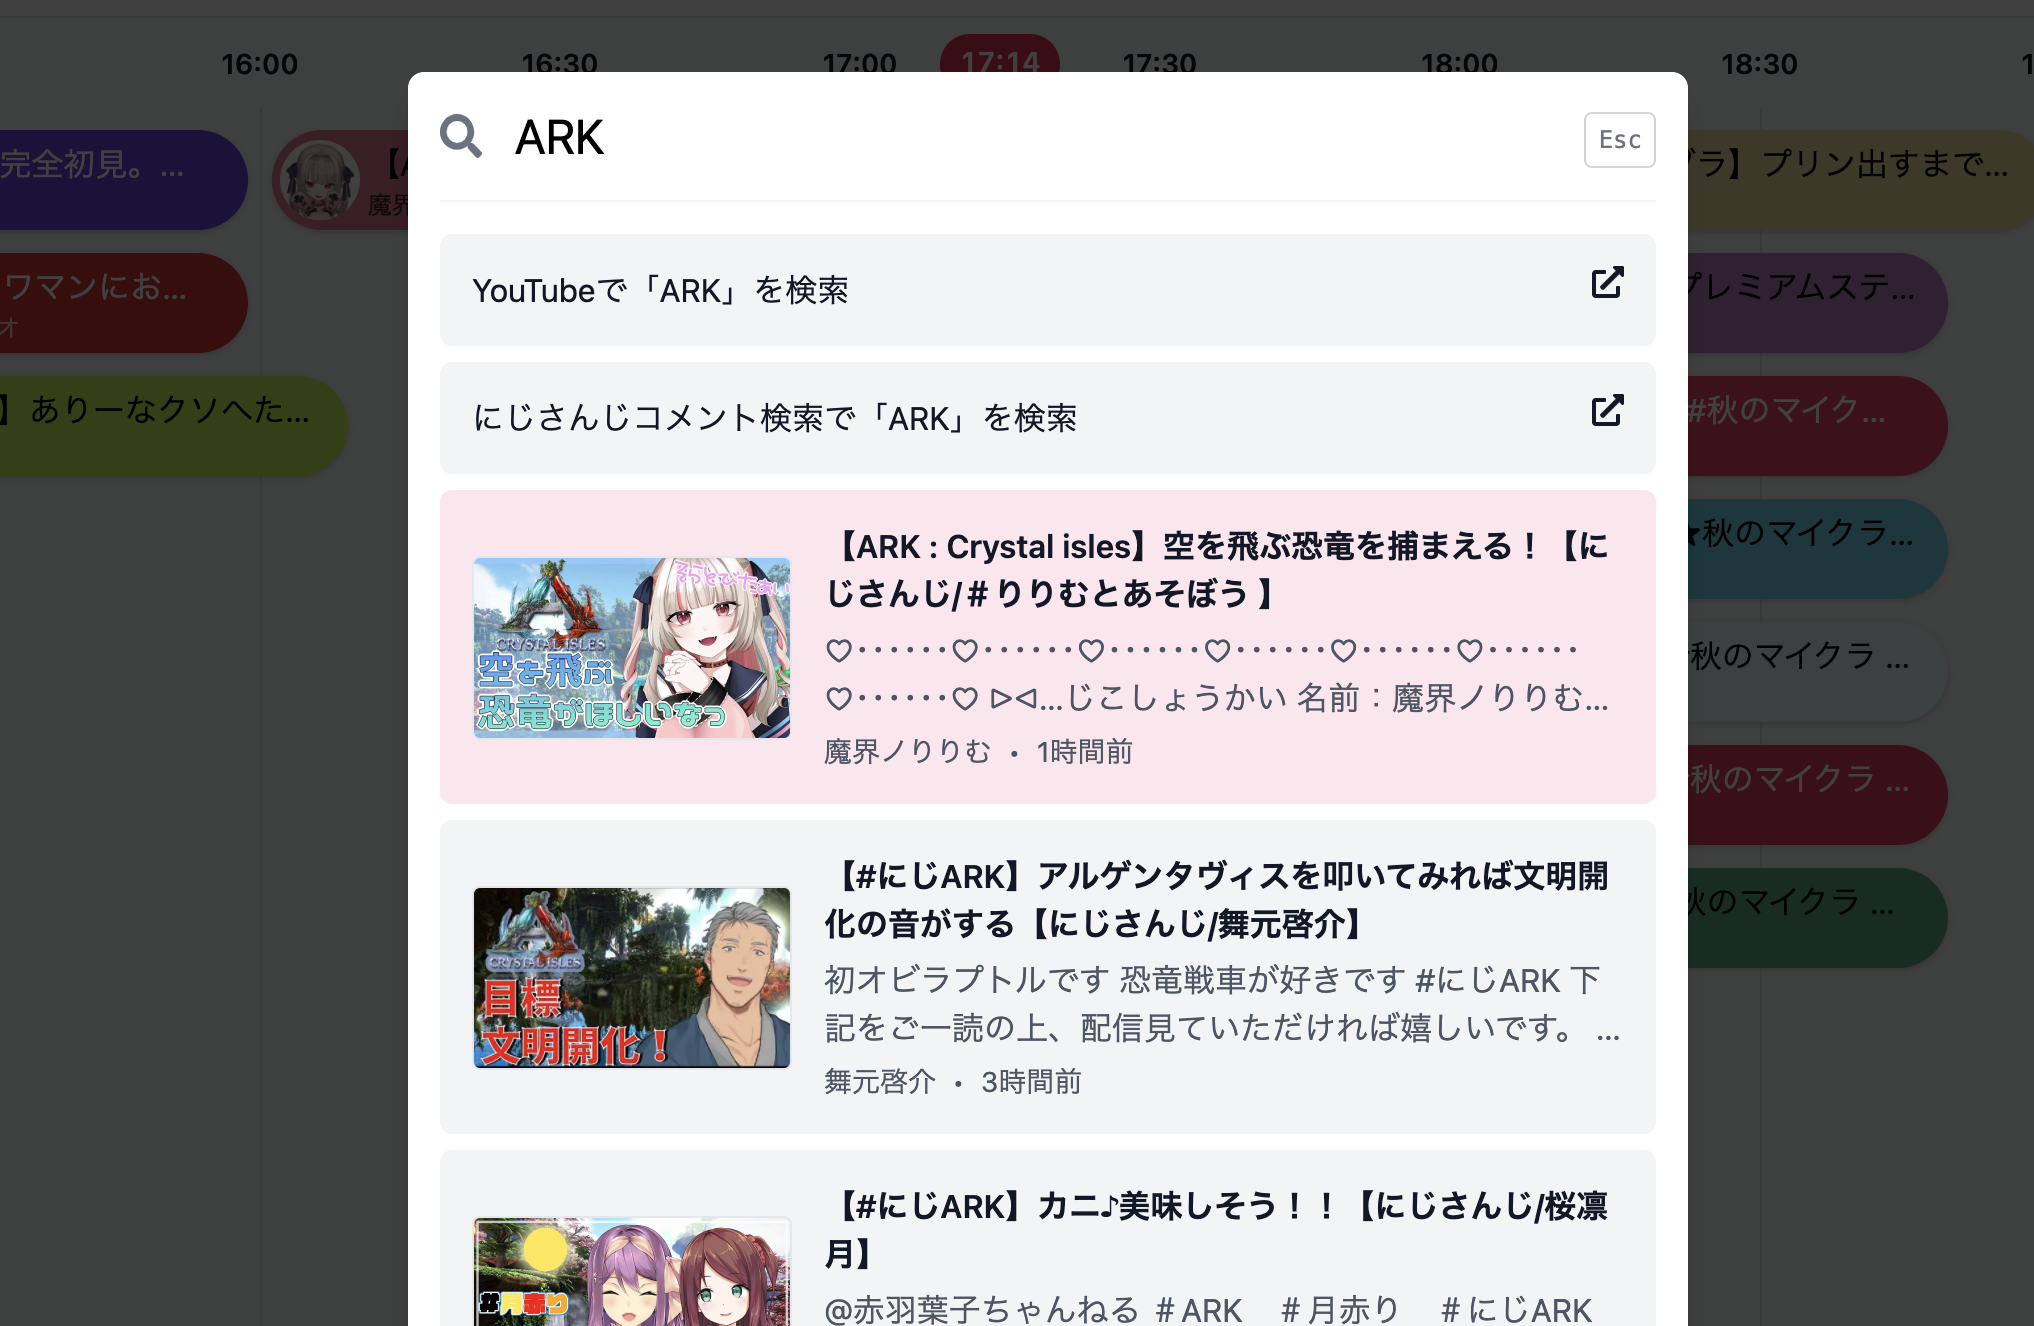 16:00
16:30
17:00
17:14
17:30
18:00
18:30
ARK
Esc
完全初見。...
【A
魔界
ブラ】プリン出すまで...
ワマンにお...
オ
プレミアムステ...
】ありーなクソへた...
#秋のマイク...
★秋のマイクラ...
秋のマイクラ ...
秋のマイクラ ...
秋のマイクラ ...
YouTubeで「ARK」を検索
にじさんじコメント検索で「ARK」を検索
【ARK : Crystal isles】空を飛ぶ恐竜を捕まえる！【に
じさんじ/＃りりむとあそぼう 】
♡・・・・・・♡・・・・・・♡・・・・・・♡・・・・・・♡・・・・・・♡・・・・・・
♡・・・・・・♡ ▷◁…じこしょうかい 名前：魔界ノりりむ...
魔界ノりりむ ・ 1時間前
そらとびたぁい
CRYSTAL ISLES
空を飛ぶ
恐竜がほしいなっ
【#にじARK】アルゲンタヴィスを叩いてみれば文明開
化の音がする【にじさんじ/舞元啓介】
初オビラプトルです 恐竜戦車が好きです #にじARK 下
記をご一読の上、配信見ていただければ嬉しいです。 ...
舞元啓介 ・ 3時間前
CRYSTAL ISLES
目標
文明開化！
【#にじARK】カニ♪美味しそう！！【にじさんじ/桜凛
月】
@赤羽葉子ちゃんねる ＃ARK　＃月赤り　＃にじARK
#月赤り